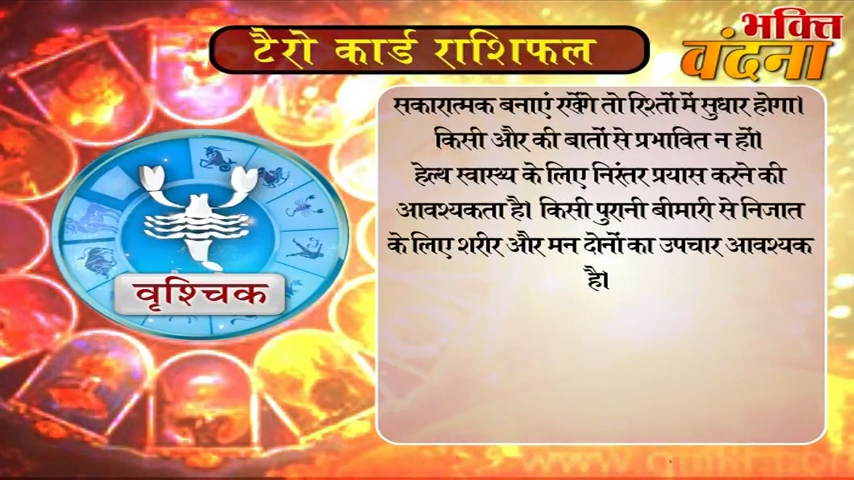 टैरो कार्ड राशिफल
भक्ति
वंदना
सकारात्मक बनाएं रखेंगे तो रिश्तों में सुधार होगा।
किसी और की बातों से प्रभावित न हों।
हेल्थ स्वास्थ्य के लिए निरंतर प्रयास करने की
आवश्यकता है। किसी पुरानी बीमारी से निजात
के लिए शरीर और मन दोनों का उपचार आवश्यक
है।
वृश्चिक